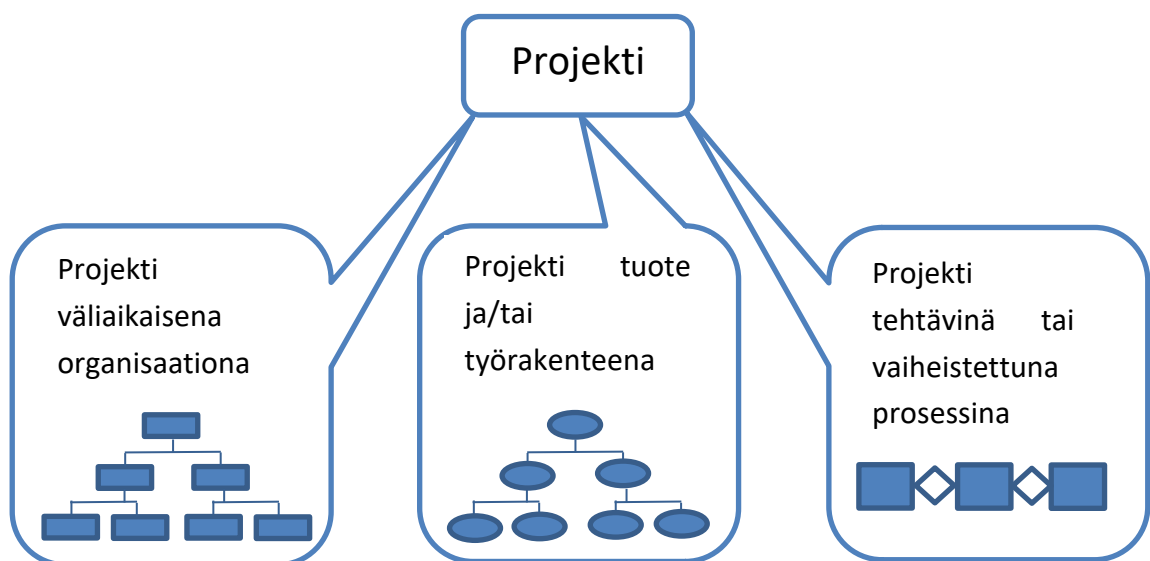 Projekti
Projekti
väliaikaisena
organisaationa
Projekti tuote
ja/tai
työrakenteena
Projekti
tehtävinä tai
vaiheistettuna
prosessina